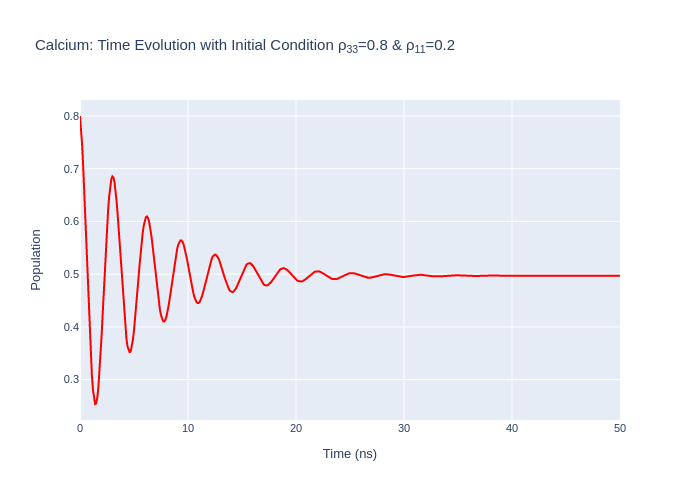 Calcium: Time Evolution with Initial Condition ρ₃₃=0.8 & ρ₁₁=0.2
0.8
0.7
0.6
0.5
0.4
0.3
Population
0 10 20 30 40 50
Time (ns)